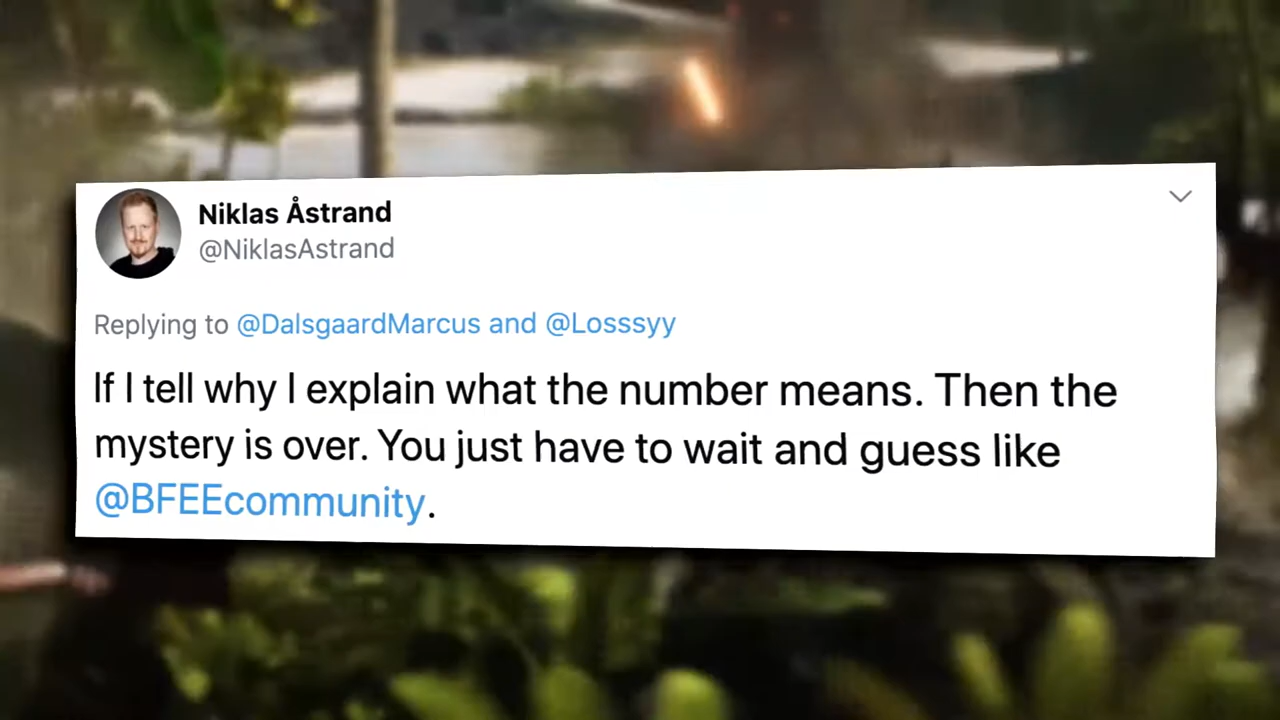 Niklas Åstrand
@NiklasAstrand
Replying to @DalsgaardMarcus and @Losssyy
If I tell why I explain what the number means. Then the
mystery is over. You just have to wait and guess like
@BFEEcommunity.